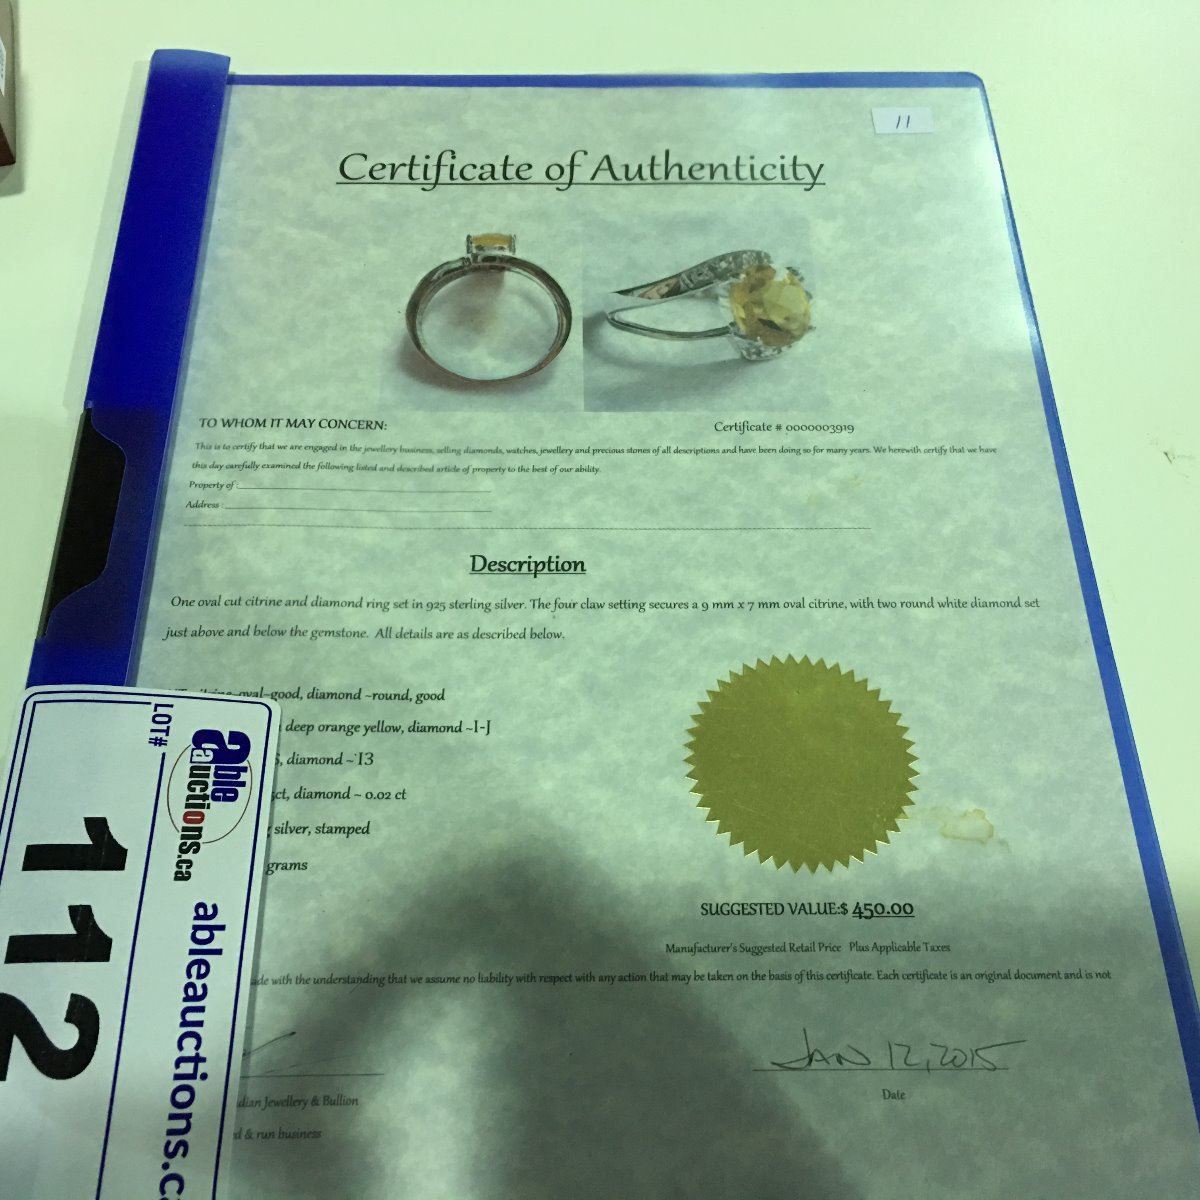 11
Certificate of Authenticity
TO WHOM IT MAY CONCERN:
Certificate # 0000003919
This is to certify that we are engaged in the jewellery business, selling diamonds, watches, jewellery and precious stones of all descriptions and have been doing so for many years. We herewith certify that we have
this day carefully examined the following listed and described article of property to the best of our ability.
Property of:
Address:
Description
One oval cut citrine and diamond ring set in 925 sterling silver. The four claw setting secures a 9 mm x 7 mm oval citrine, with two round white diamond set
just above and below the gemstone. All details are as described below.
oval-good, diamond ~round, good
deep orange yellow, diamond ~I-J
, diamond ~`I3
ct, diamond ~ 0.02 ct
silver, stamped
grams
SUGGESTED VALUE:$ 450.00
Manufacturer's Suggested Retail Price Plus Applicable Taxes
ade with the understanding that we assume no liability with respect with any action that may be taken on the basis of this certificate. Each certificate is an original document and is not
JAN 12, 2015
Date
dian Jewellery & Bullion
d & run business
LOT#
112
able auctions.ca
ableauctions.c